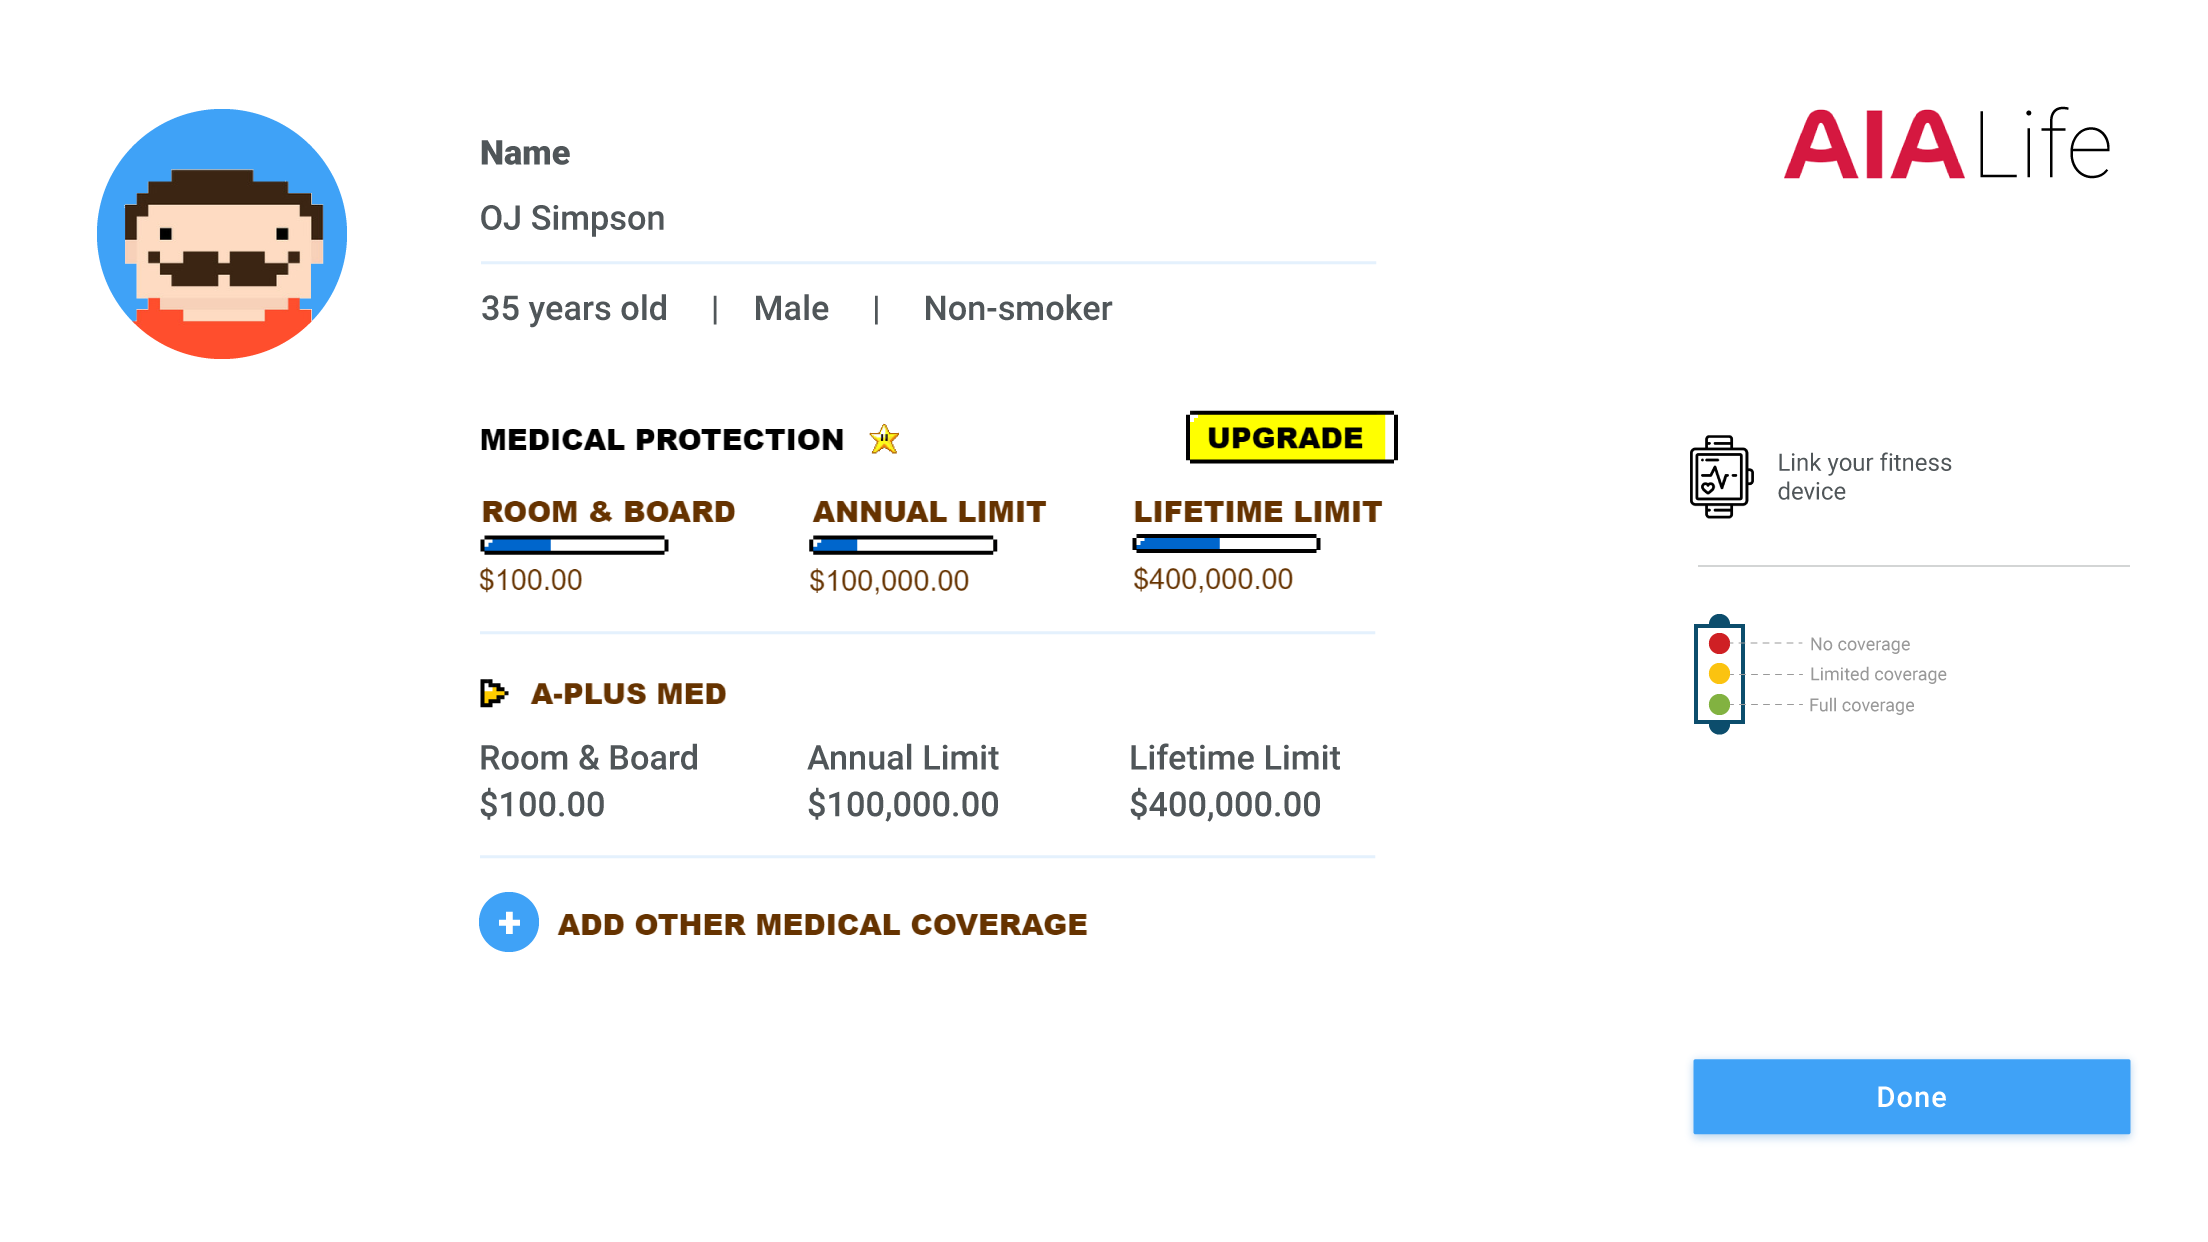 AIA Life
Name
OJ Simpson
35 years old | Male | Non-smoker
MEDICAL PROTECTION
UPGRADE
ROOM & BOARD
$100.00
ANNUAL LIMIT
$100,000.00
LIFETIME LIMIT
$400,000.00
A-PLUS MED
Room & Board
$100.00
Annual Limit
$100,000.00
Lifetime Limit
$400,000.00
ADD OTHER MEDICAL COVERAGE
Link your fitness
device
No coverage
Limited coverage
Full coverage
Done